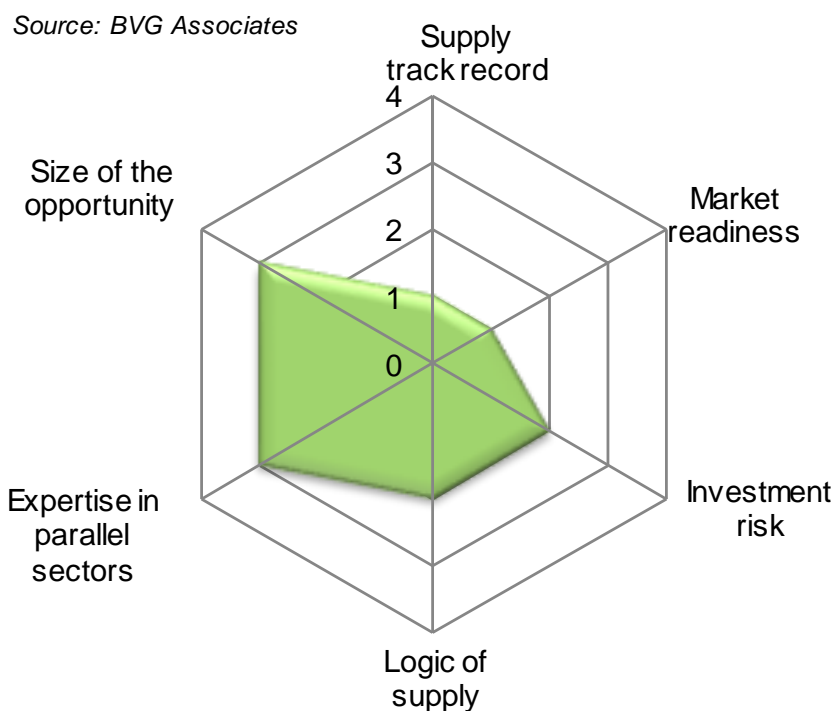 Source: BVG Associates
Supply
track record
4
3
2
1
0
Size of the
opportunity
Market
readiness
Expertise in
parallel
sectors
Investment
risk
Logic of
supply